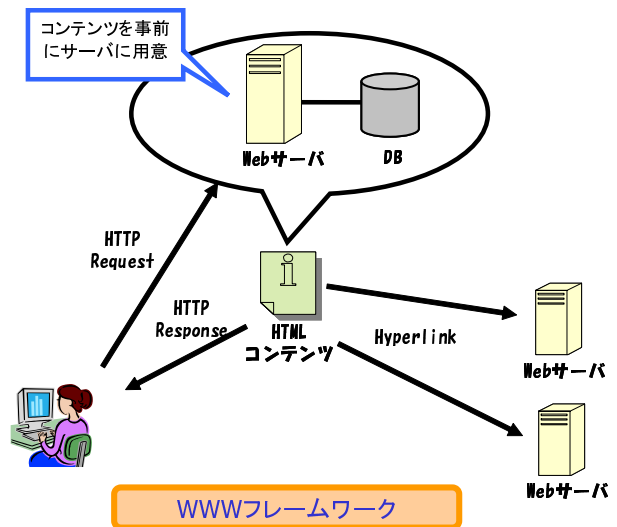 コンテンツを事前
にサーバに用意
Webサーバ
DB
HTTP
Request
HTTP
Response
HTML
コンテンツ
Hyperlink
Webサーバ
Webサーバ
WWWフレームワーク